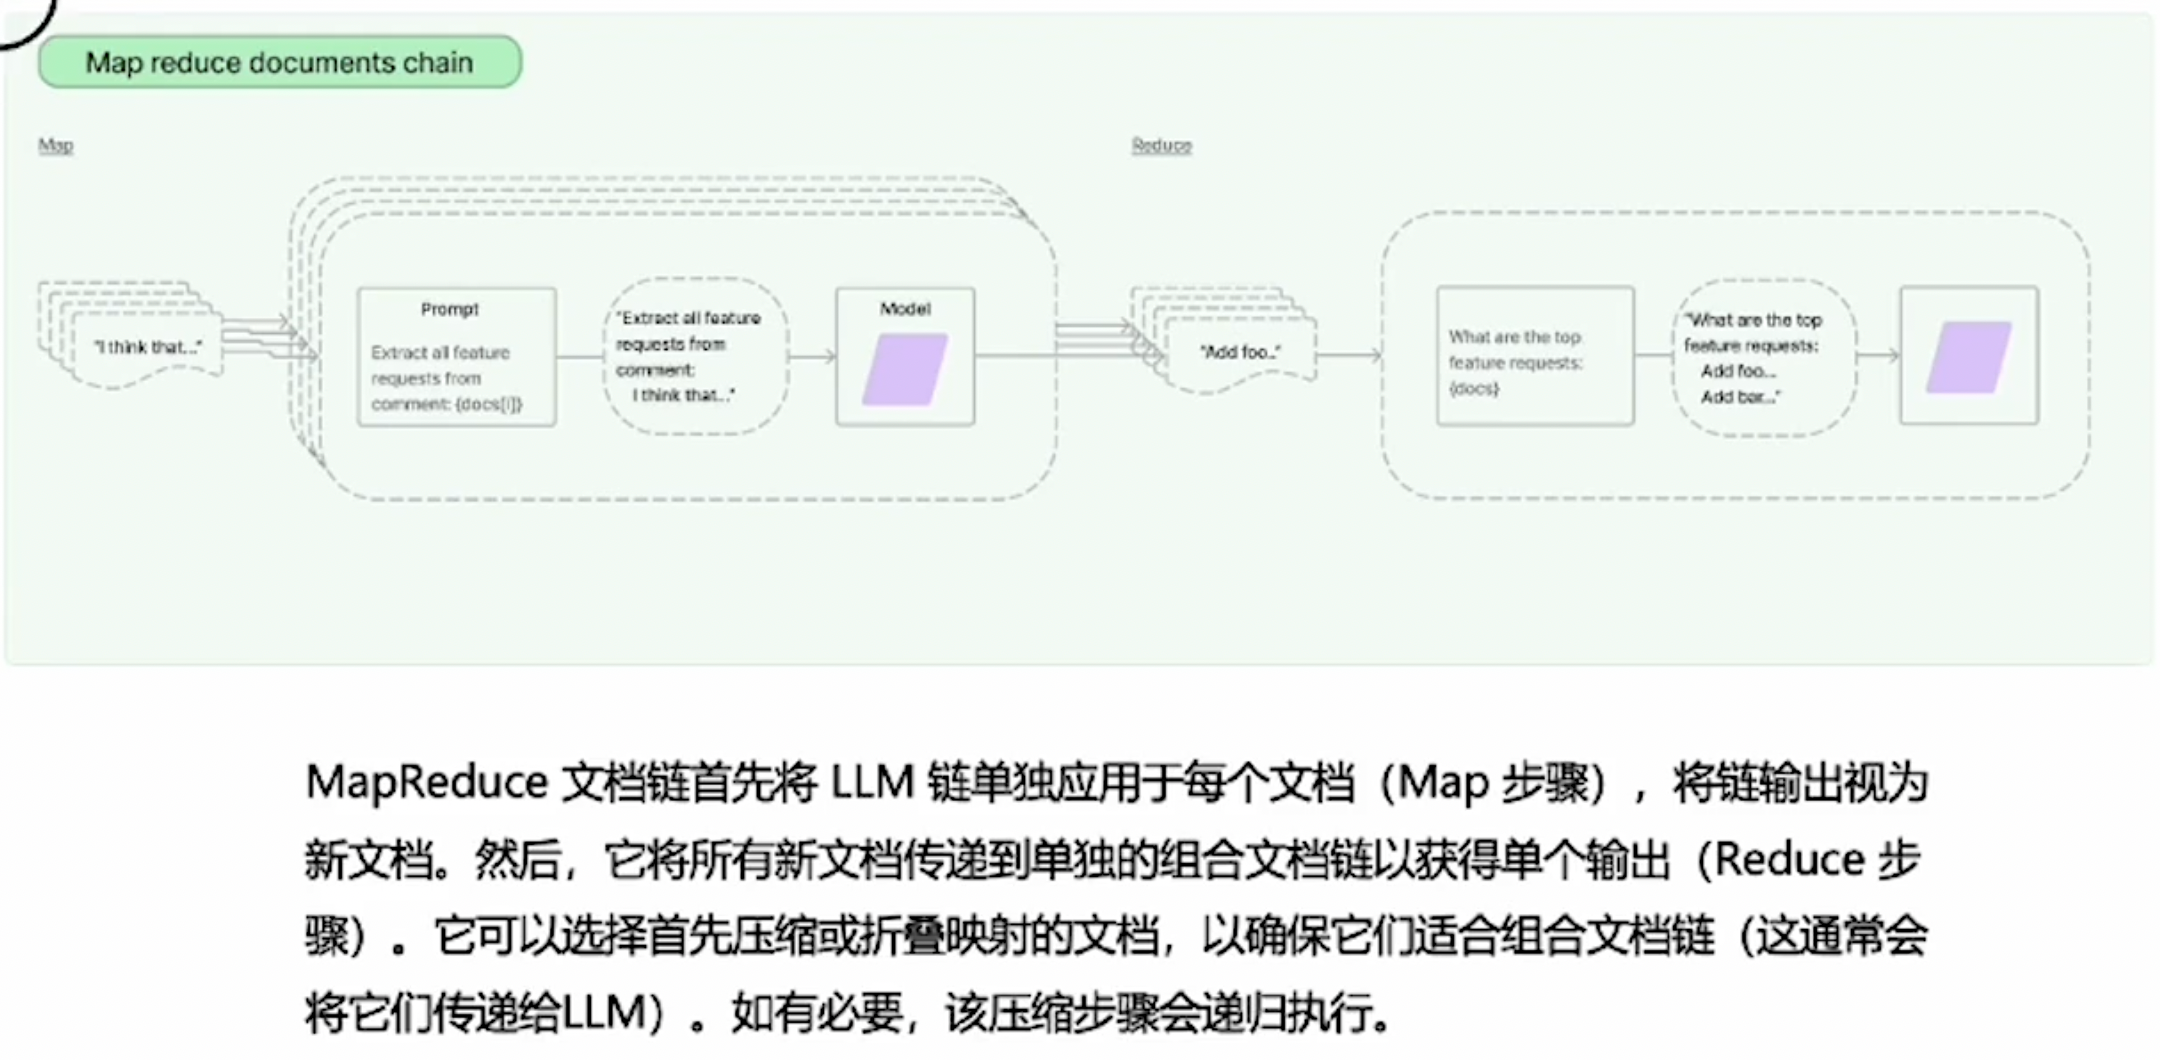 Map reduce documents chain
Map
Reduce
"I think that..."
Prompt
Extract all feature
requests from
comment: {docs[i]}
"Extract all feature
requests from
comment:
I think that..."
Model
"Add foo.."
What are the top
feature requests:
{docs}
"What are the top
feature requests:
Add foo...
Add bar..."
MapReduce 文档链首先将 LLM 链单独应用于每个文档（Map 步骤），将链输出视为
新文档。然后，它将所有新文档传递到单独的组合文档链以获得单个输出（Reduce 步
骤）。它可以选择首先压缩或折叠映射的文档，以确保它们适合组合文档链（这通常会
将它们传递给LLM）。如有必要，该压缩步骤会递归执行。